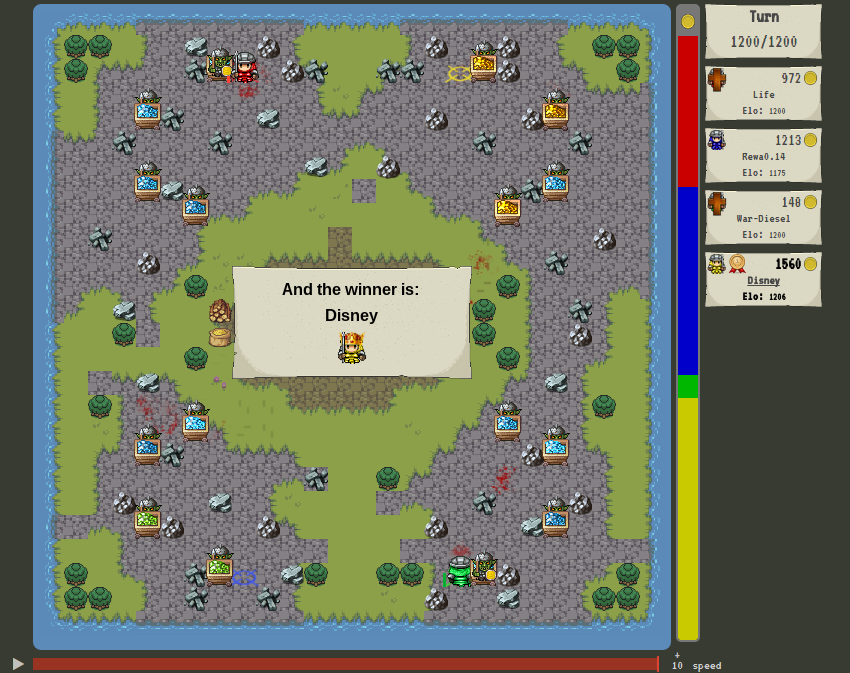 Turn
1200/1200
972
Life
Elo: 1200
1213
Rewa0.14
Elo: 1175
148
War-Diesel
Elo: 1200
1560
Disney
Elo: 1206
And the winner is:
Disney
+
10 speed